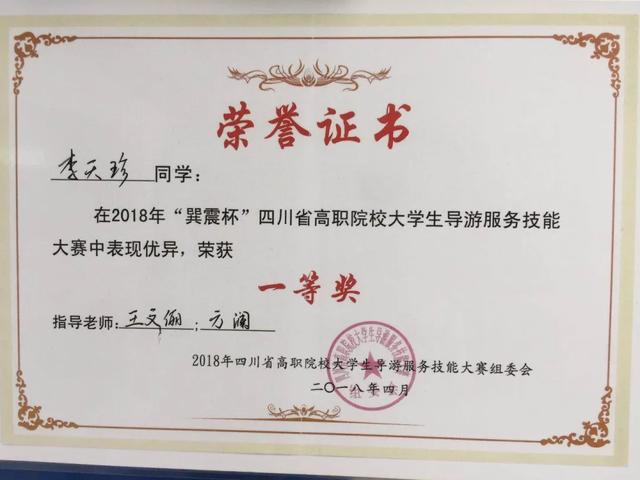 荣誉证书
李天珍 同学：
在2018年“巽震杯”四川省高职院校大学生导游服务技能
大赛中表现优异，荣获
一等奖
指导老师：王文俪；方澜
2018年四川省高职院校大学生导游服务技能大赛组委会
二〇一八年四月
组委会